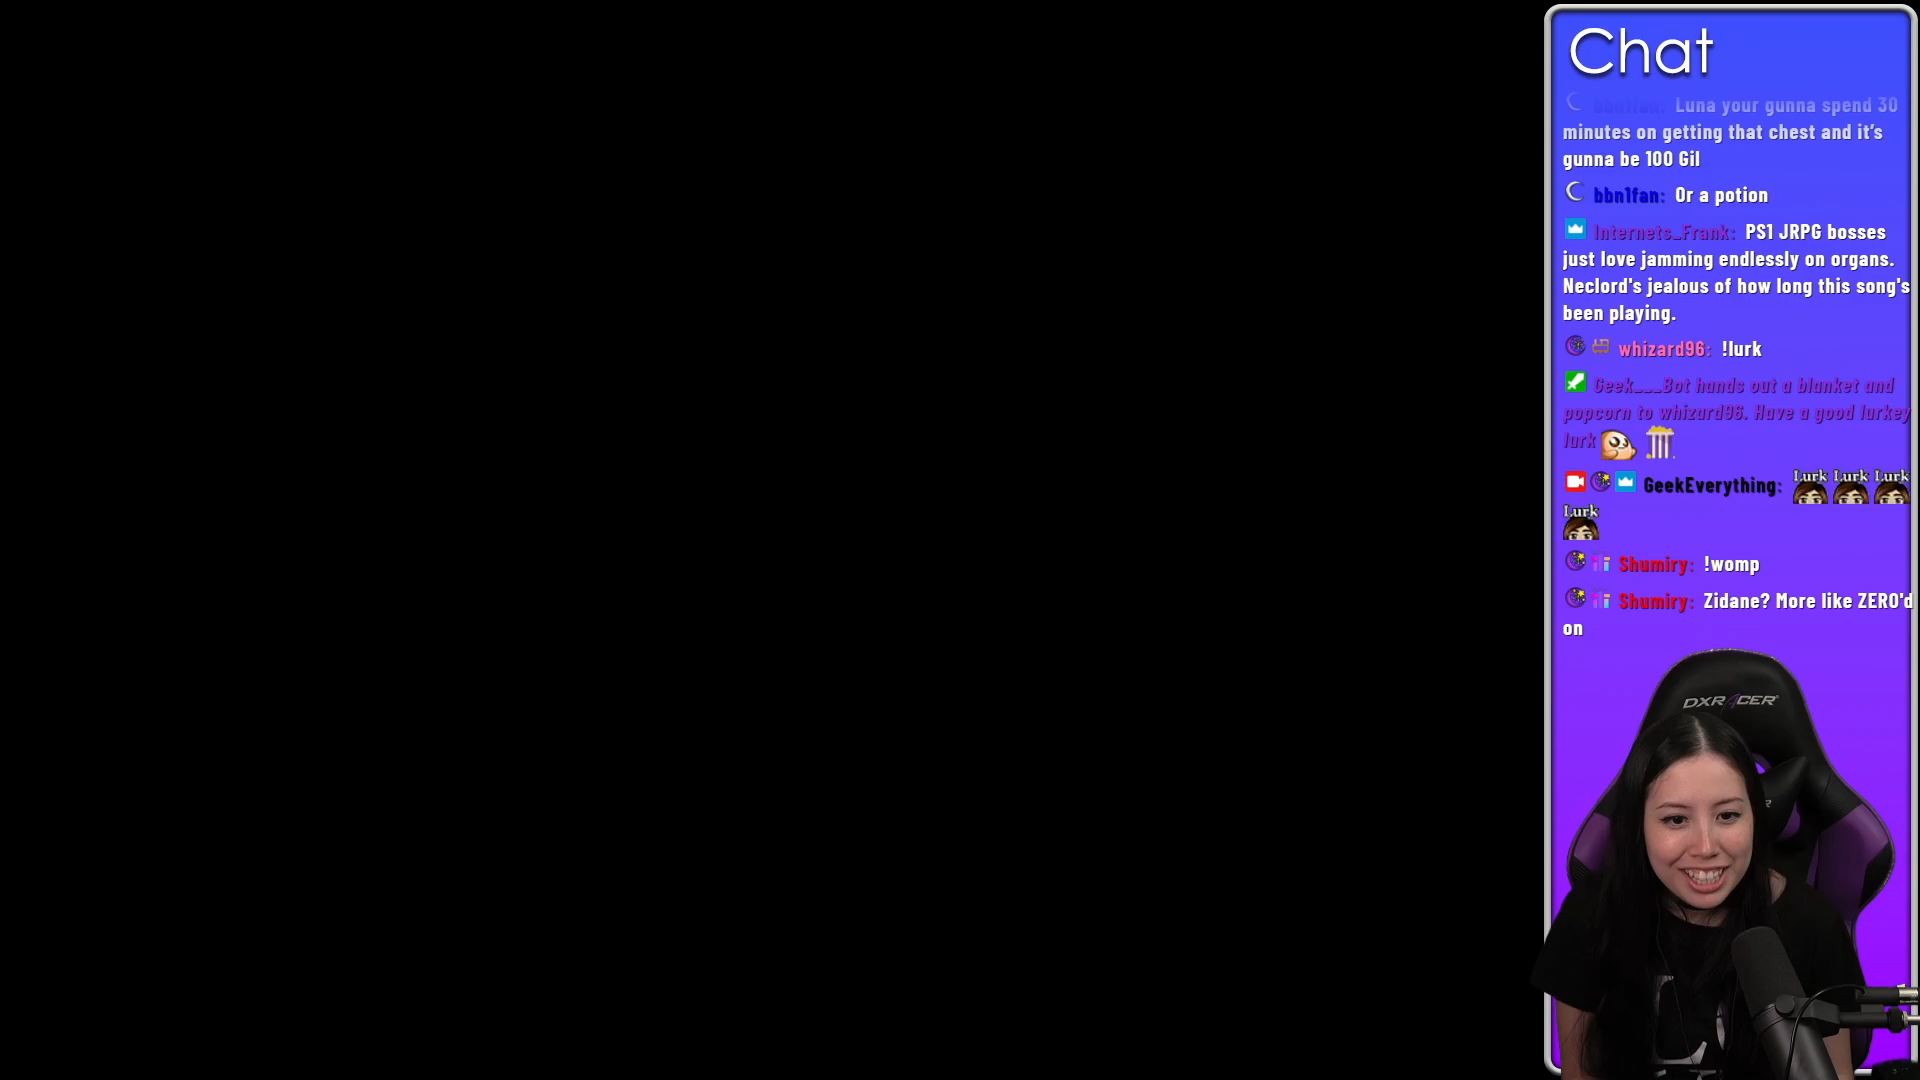 Chat
bbn1fan: Luna your gunna spend 30
minutes on getting that chest and it's
gunna be 100 Gil
bbn1fan: Or a potion
Internets_Frank: PS1 JRPG bosses
just love jamming endlessly on organs.
Neclord's jealous of how long this song's
been playing.
whizard96: !lurk
Geek___Bot hands out a blanket and
popcorn to whizard96. Have a good lurkey
lurk
GeekEverything: Lurk Lurk Lurk
Lurk
Shumiry: !womp
Shumiry: Zidane? More like ZERO'd
on
DXRACER